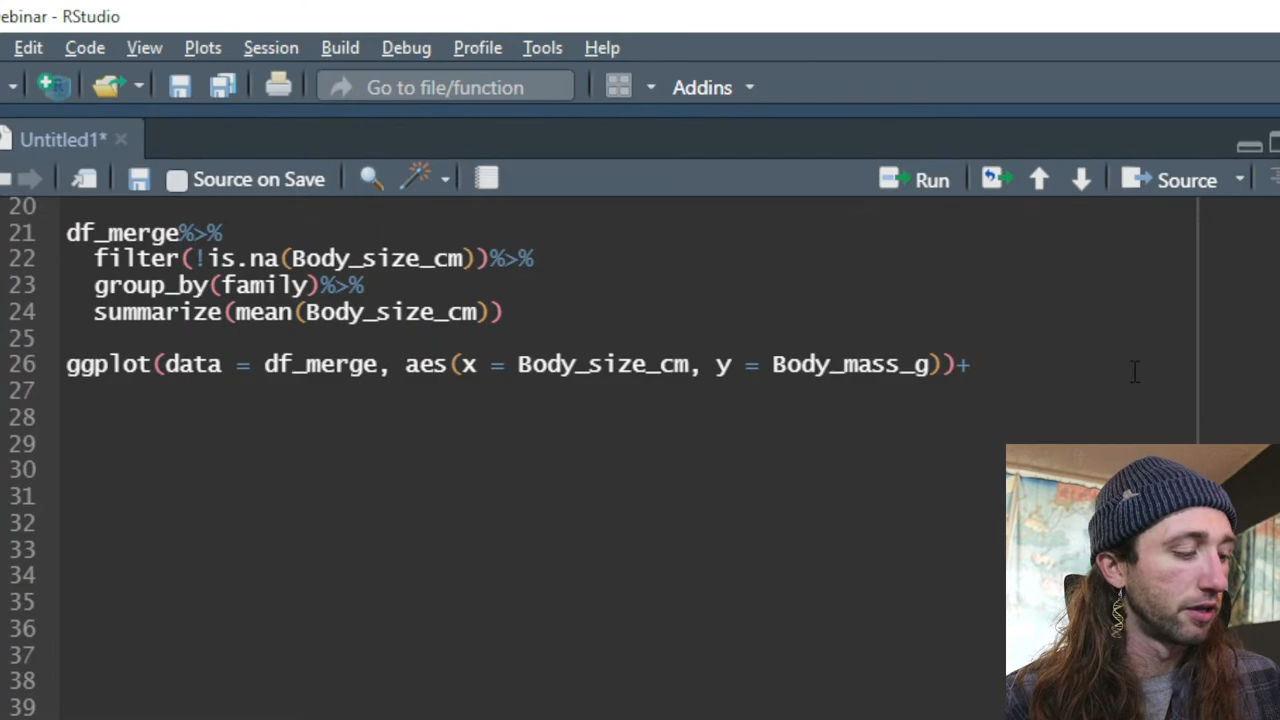 ebinar - RStudio
Edit Code View Plots Session Build Debug Profile Tools Help
Go to file/function Addins
Untitled1*
Source on Save Run Source
20
21 df_merge%>%
22 filter(!is.na(Body_size_cm))%>%
23 group_by(family)%>%
24 summarize(mean(Body_size_cm))
25
26 ggplot(data = df_merge, aes(x = Body_size_cm, y = Body_mass_g))+
27
28
29
30
31
32
33
34
35
36
37
38
39